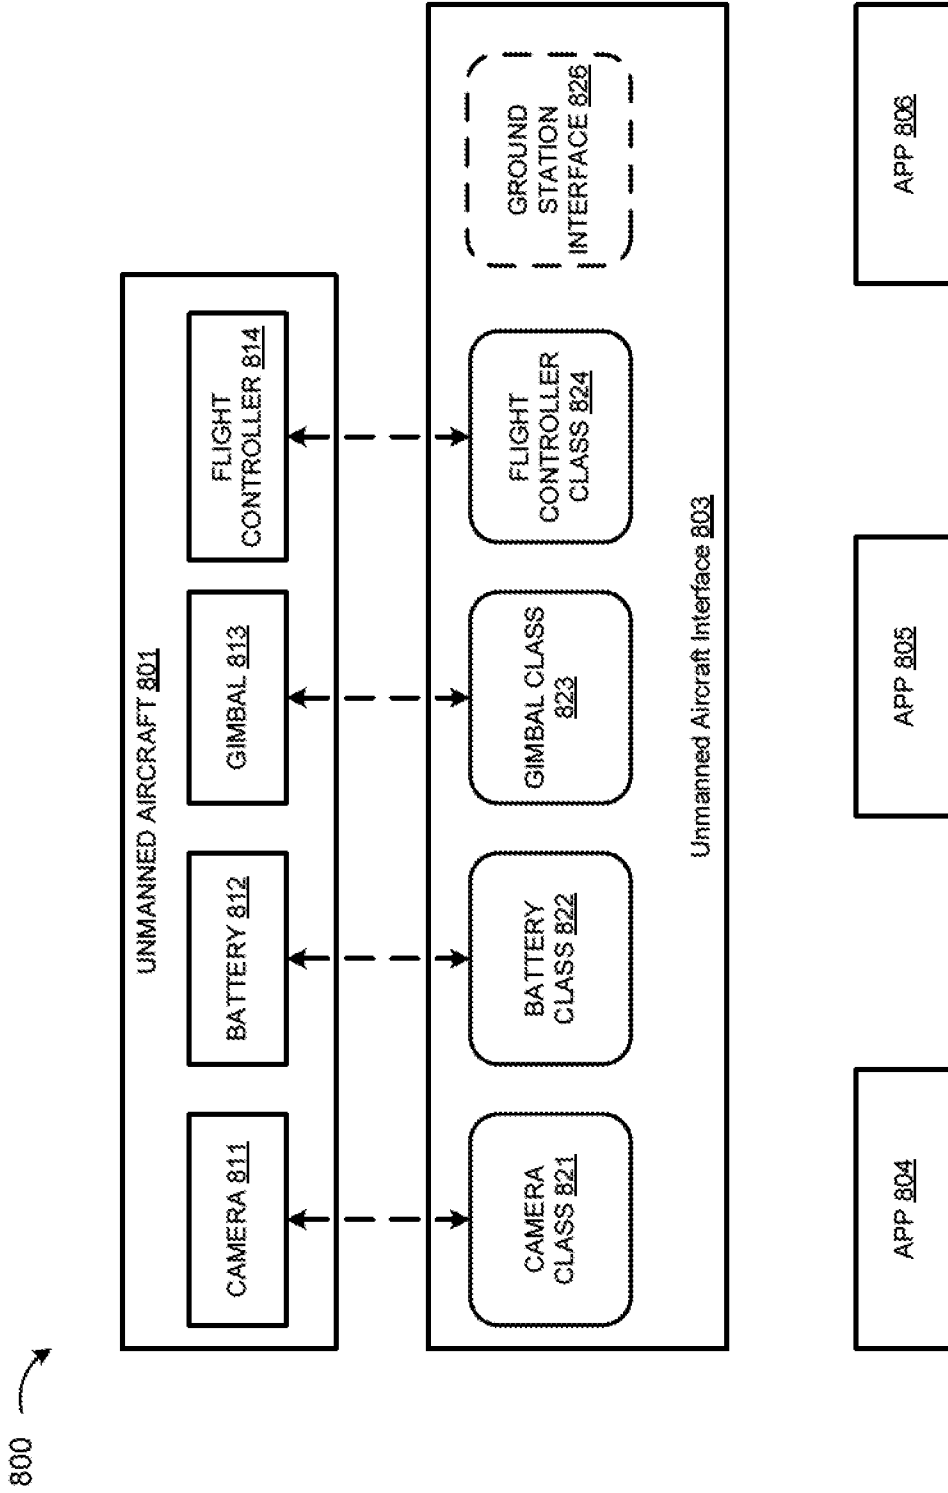 800
UNMANNED AIRCRAFT 801
CAMERA 811
BATTERY 812
GIMBAL 813
FLIGHT
CONTROLLER 814
CAMERA
CLASS 821
BATTERY
CLASS 822
GIMBAL CLASS
823
FLIGHT
CONTROLLER
CLASS 824
GROUND
STATION
INTERFACE 826
Unmanned Aircraft Interface 803
APP 804
APP 805
APP 806